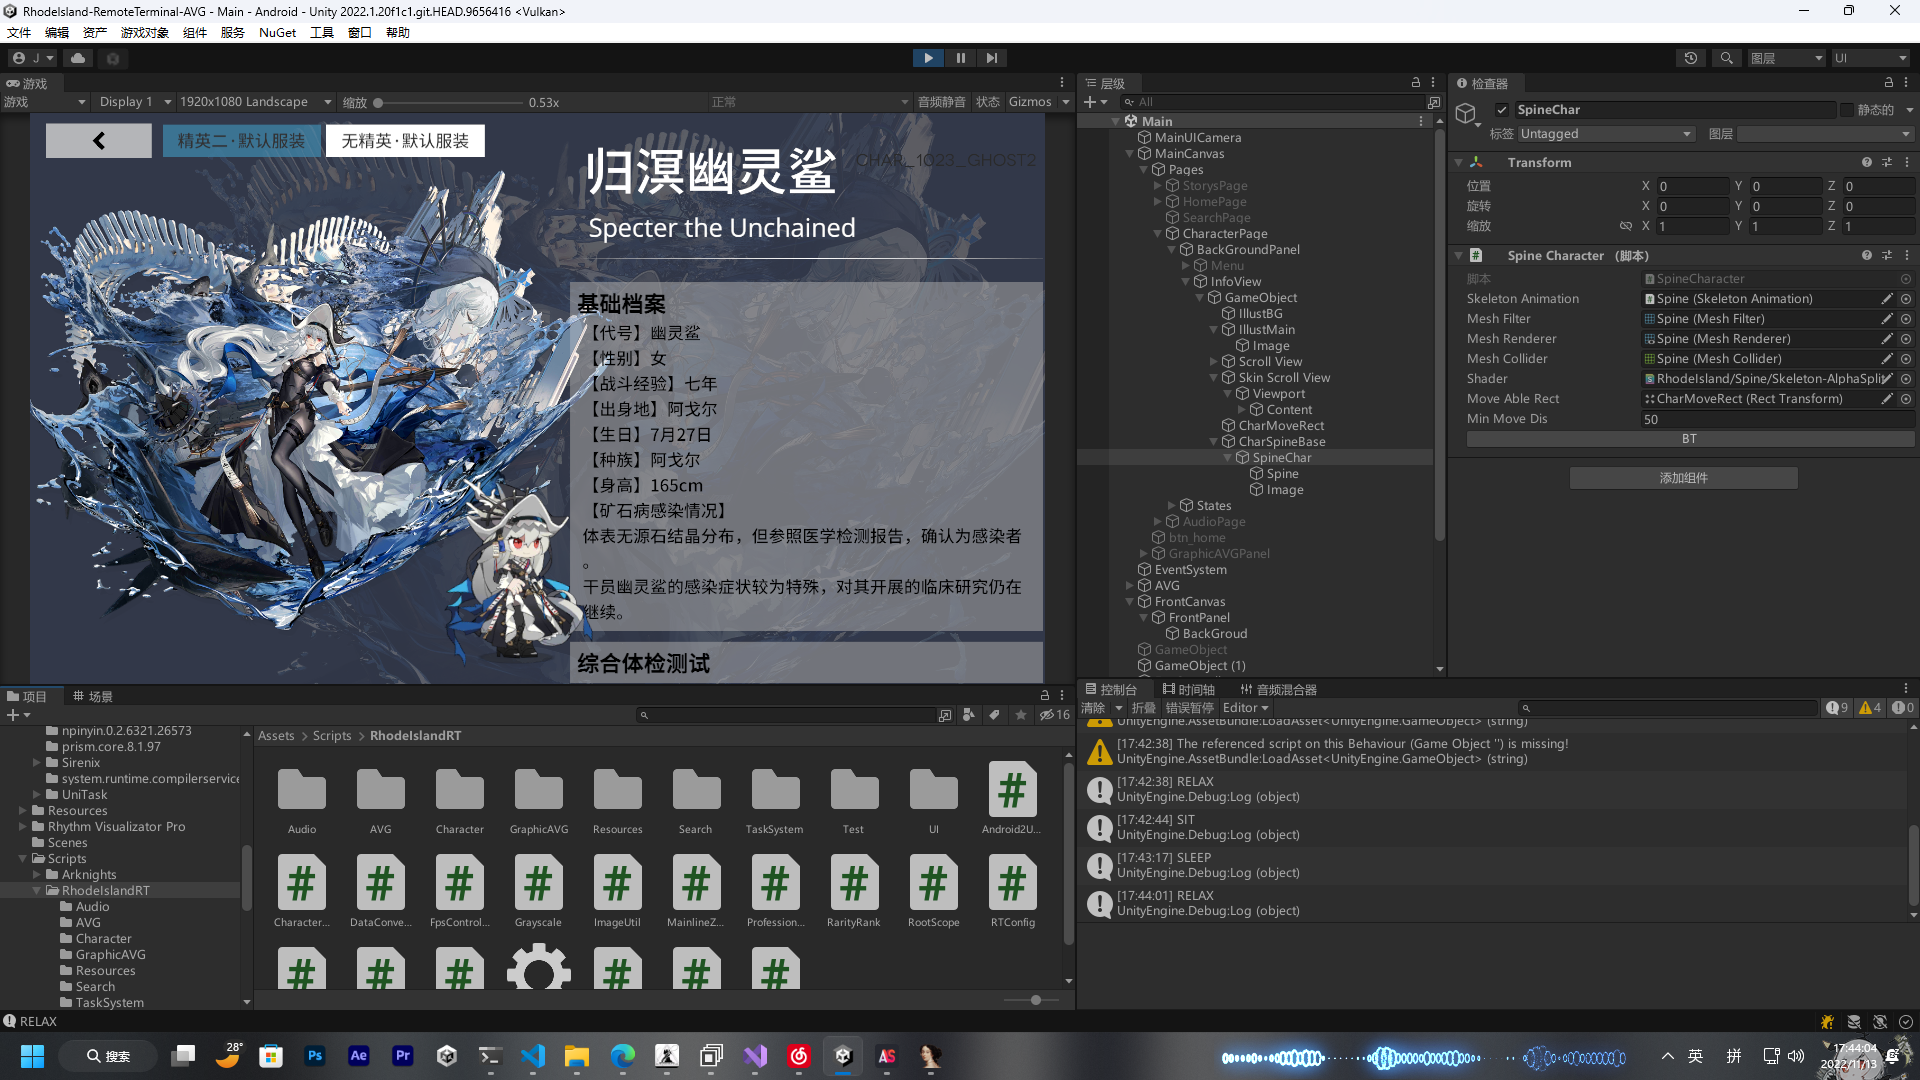 RhodeIsland-RemoteTerminal-AVG - Main - Android - Unity 2022.1.20f1c1.git.HEAD.9656416 <Vulkan>
文件 编辑 资产 游戏对象 组件 服务 NuGet 工具 窗口 帮助
J
图层
UI
游戏
游戏 Display 1 1920x1080 Landscape 缩放 0.53x 正常 音频静音 状态 Gizmos
精英二·默认服装
无精英·默认服装
归溟幽灵鲨
CHAR_1023_GHOST2
Specter the Unchained
基础档案
【代号】幽灵鲨
【性别】女
【战斗经验】七年
【出身地】阿戈尔
【生日】7月27日
【种族】阿戈尔
【身高】165cm
【矿石病感染情况】
体表无源石结晶分布，但参照医学检测报告，确认为感染者
。
干员幽灵鲨的感染症状较为特殊，对其开展的临床研究仍在
继续。
综合体检测试
层级
All
Main
MainUICamera
MainCanvas
Pages
StorysPage
HomePage
SearchPage
CharacterPage
BackGroundPanel
Menu
InfoView
GameObject
IllustBG
IllustMain
Image
Scroll View
Skin Scroll View
Viewport
Content
CharMoveRect
CharSpineBase
SpineChar
Spine
Image
States
AudioPage
btn_home
GraphicAVGPanel
EventSystem
AVG
FrontCanvas
FrontPanel
BackGroud
GameObject
GameObject (1)
检查器
SpineChar 静态的
标签 Untagged 图层
Transform
位置 X 0 Y 0 Z 0
旋转 X 0 Y 0 Z 0
缩放 X 1 Y 1 Z 1
Spine Character （脚本）
脚本 SpineCharacter
Skeleton Animation Spine (Skeleton Animation)
Mesh Filter Spine (Mesh Filter)
Mesh Renderer Spine (Mesh Renderer)
Mesh Collider Spine (Mesh Collider)
Shader RhodeIsland/Spine/Skeleton-AlphaSplit
Move Able Rect CharMoveRect (Rect Transform)
Min Move Dis 50
BT
添加组件
项目 场景
16
npinyin.0.2.6321.26573
prism.core.8.1.97
Sirenix
system.runtime.compilerservice
UniTask
Resources
Rhythm Visualizator Pro
Scenes
Scripts
Arknights
RhodeIslandRT
Audio
AVG
Character
GraphicAVG
Resources
Search
TaskSystem
Assets Scripts RhodeIslandRT
Audio AVG Character GraphicAVG Resources Search TaskSystem Test UI Android2U...
Character... DataConve... FpsControl... Grayscale ImageUtil MainlineZ... Profession... RarityRank RootScope RTConfig
控制台 时间轴 音频混合器
清除 折叠 错误暂停 Editor 9 4 0
UnityEngine.AssetBundle:LoadAsset<UnityEngine.GameObject> (string)
[17:42:38] The referenced script on this Behaviour (Game Object '') is missing!
UnityEngine.AssetBundle:LoadAsset<UnityEngine.GameObject> (string)
[17:42:38] RELAX
UnityEngine.Debug:Log (object)
[17:42:44] SIT
UnityEngine.Debug:Log (object)
[17:43:17] SLEEP
UnityEngine.Debug:Log (object)
[17:44:01] RELAX
UnityEngine.Debug:Log (object)
RELAX
搜索
28°
Ps Ae Pr
AS
英 拼
17:44:04
2022/11/13